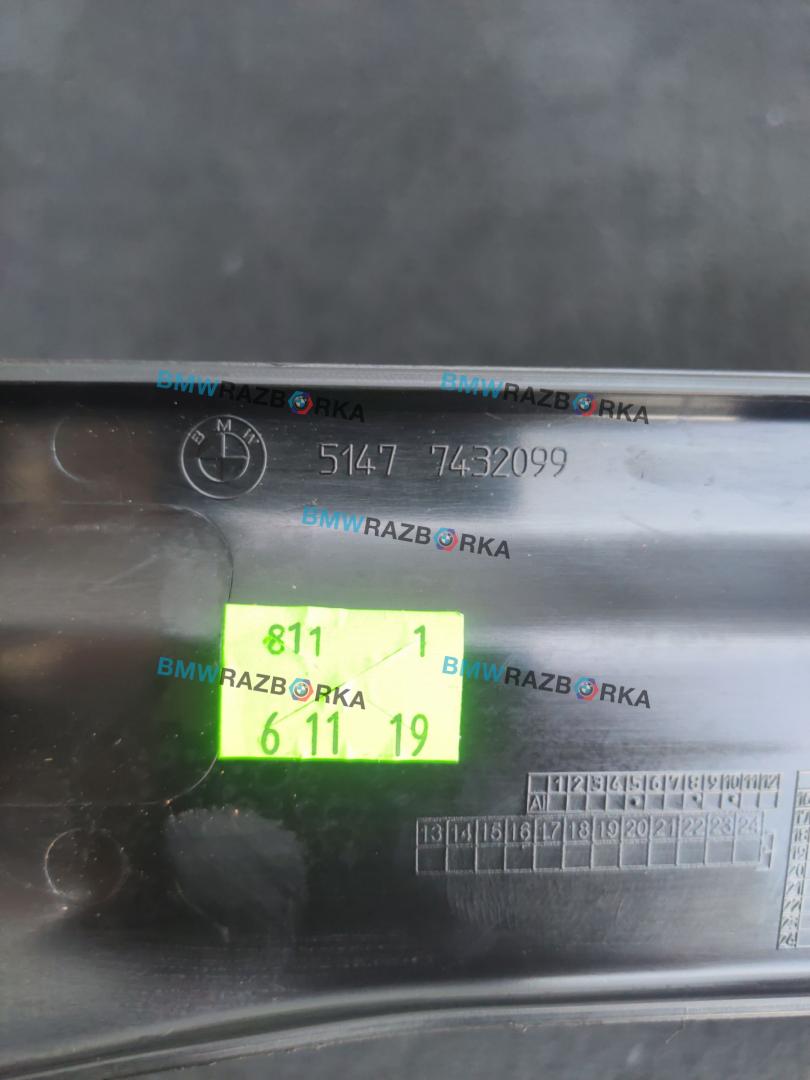 BMWRAZBORKA BMWRAZBORKA
BMW 5147 7432099
BMWRAZBORKA
811 1
BMWRAZBORKA BMWRAZBORKA
6 11 19
1 2 3 4 5 6 7 8 9 10 11 12
A1
13 14 15 16 17 18 19 20 21 22 23 24